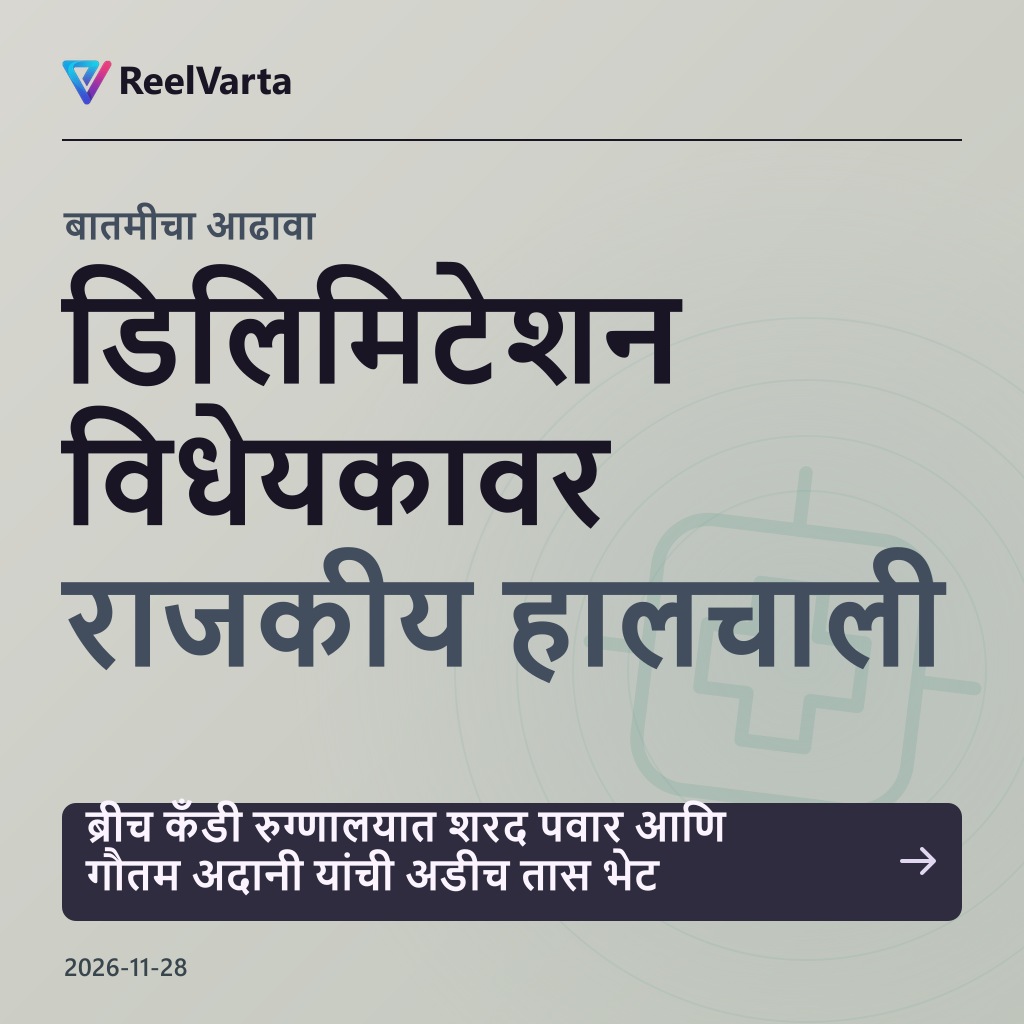 ReelVarta
बातमीचा आढावा
डिलिमिटेशन
विधेयकावर
राजकीय हालचाली
ब्रीच कँडी रुग्णालयात शरद पवार आणि
गौतम अदानी यांची अडीच तास भेट
2026-11-28